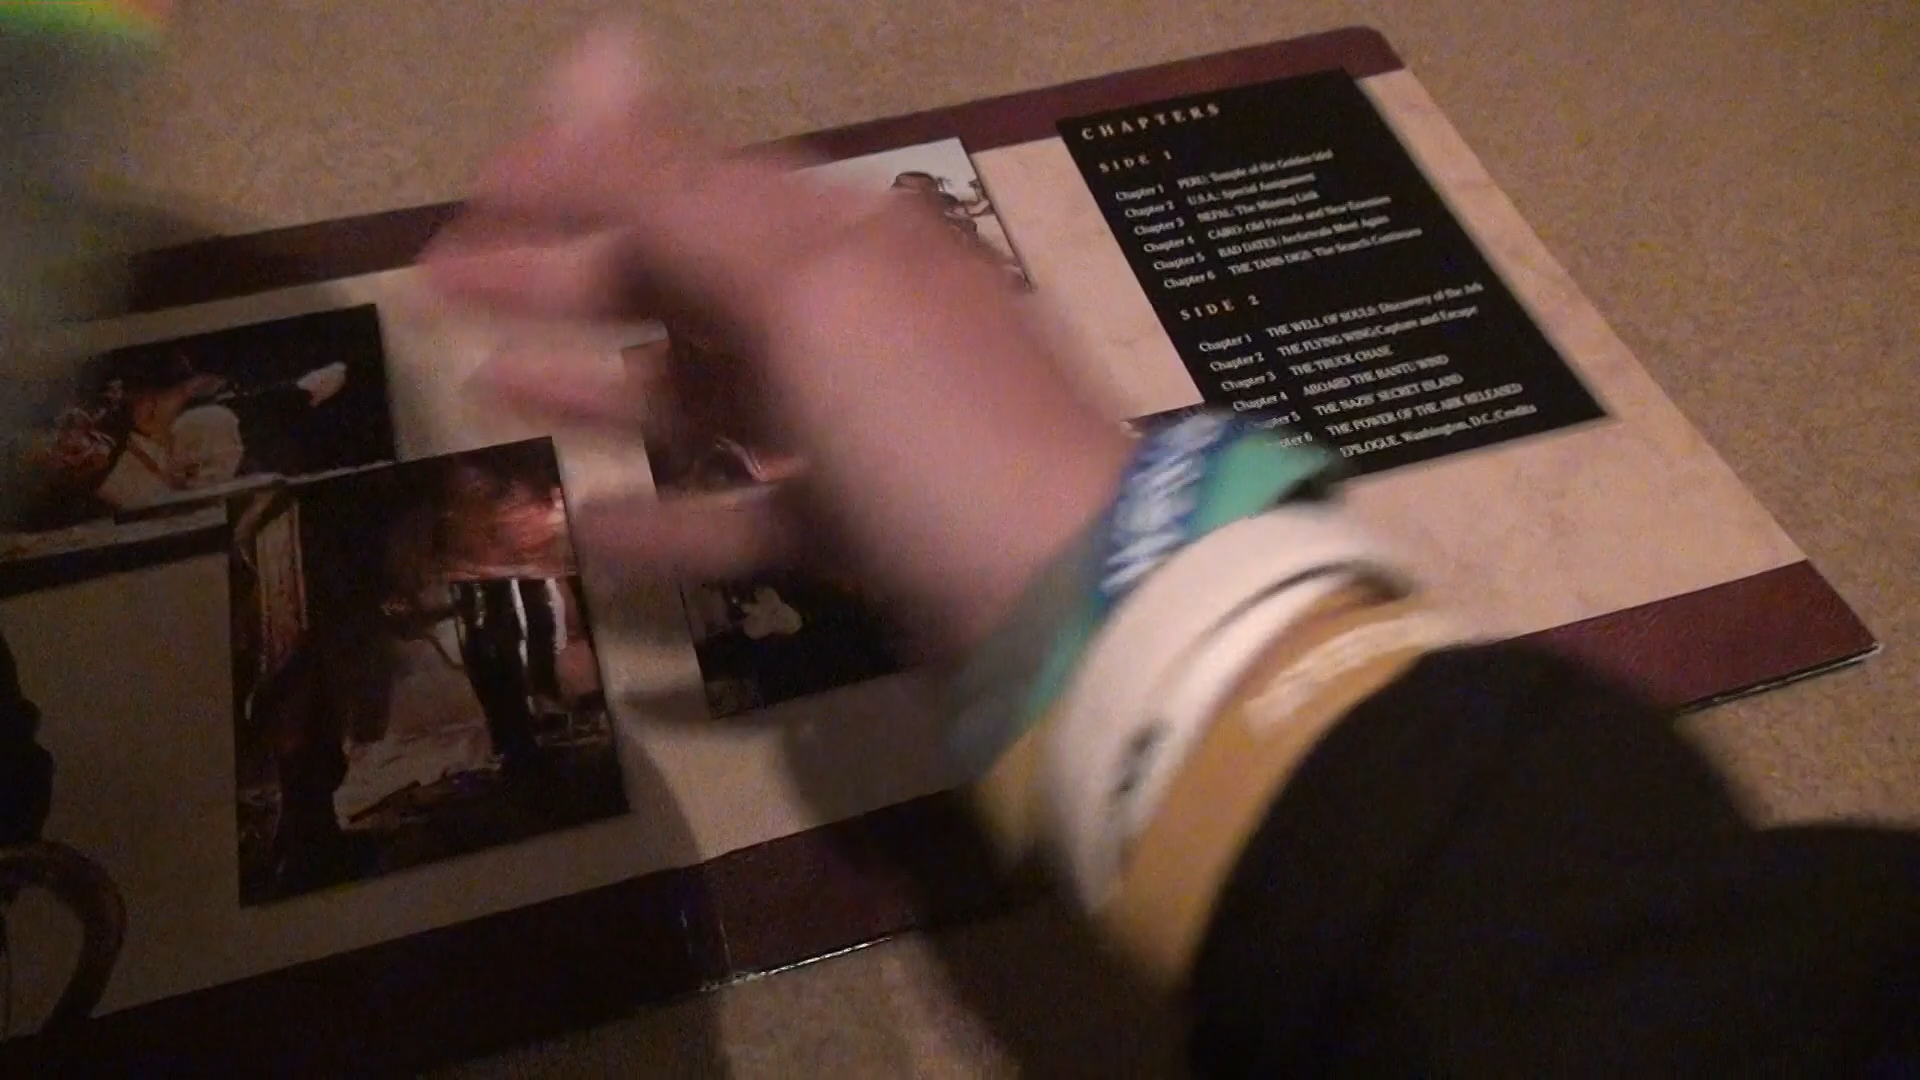 CHAPTERS
SIDE 1
Chapter 1 PERU: Temple of the Golden Idol
Chapter 2 U.S.A.: Special Assignment
Chapter 3 NEPAL: The Missing Link
Chapter 4 CAIRO: Old Friends and New Enemies
Chapter 5 BAD DATES/Archrivals Meet Again
Chapter 6 THE TANIS DIGS: The Search Continues
SIDE 2
Chapter 1 THE WELL OF SOULS: Discovery of the Ark
Chapter 2 THE FLYING WING/Capture and Escape
Chapter 3 THE TRUCK CHASE
Chapter 4 ABOARD THE BANTU WIND
5 THE NAZIS' SECRET ISLAND
6 THE POWER OF THE ARK RELEASED
EPILOGUE: Washington, D.C./Credits